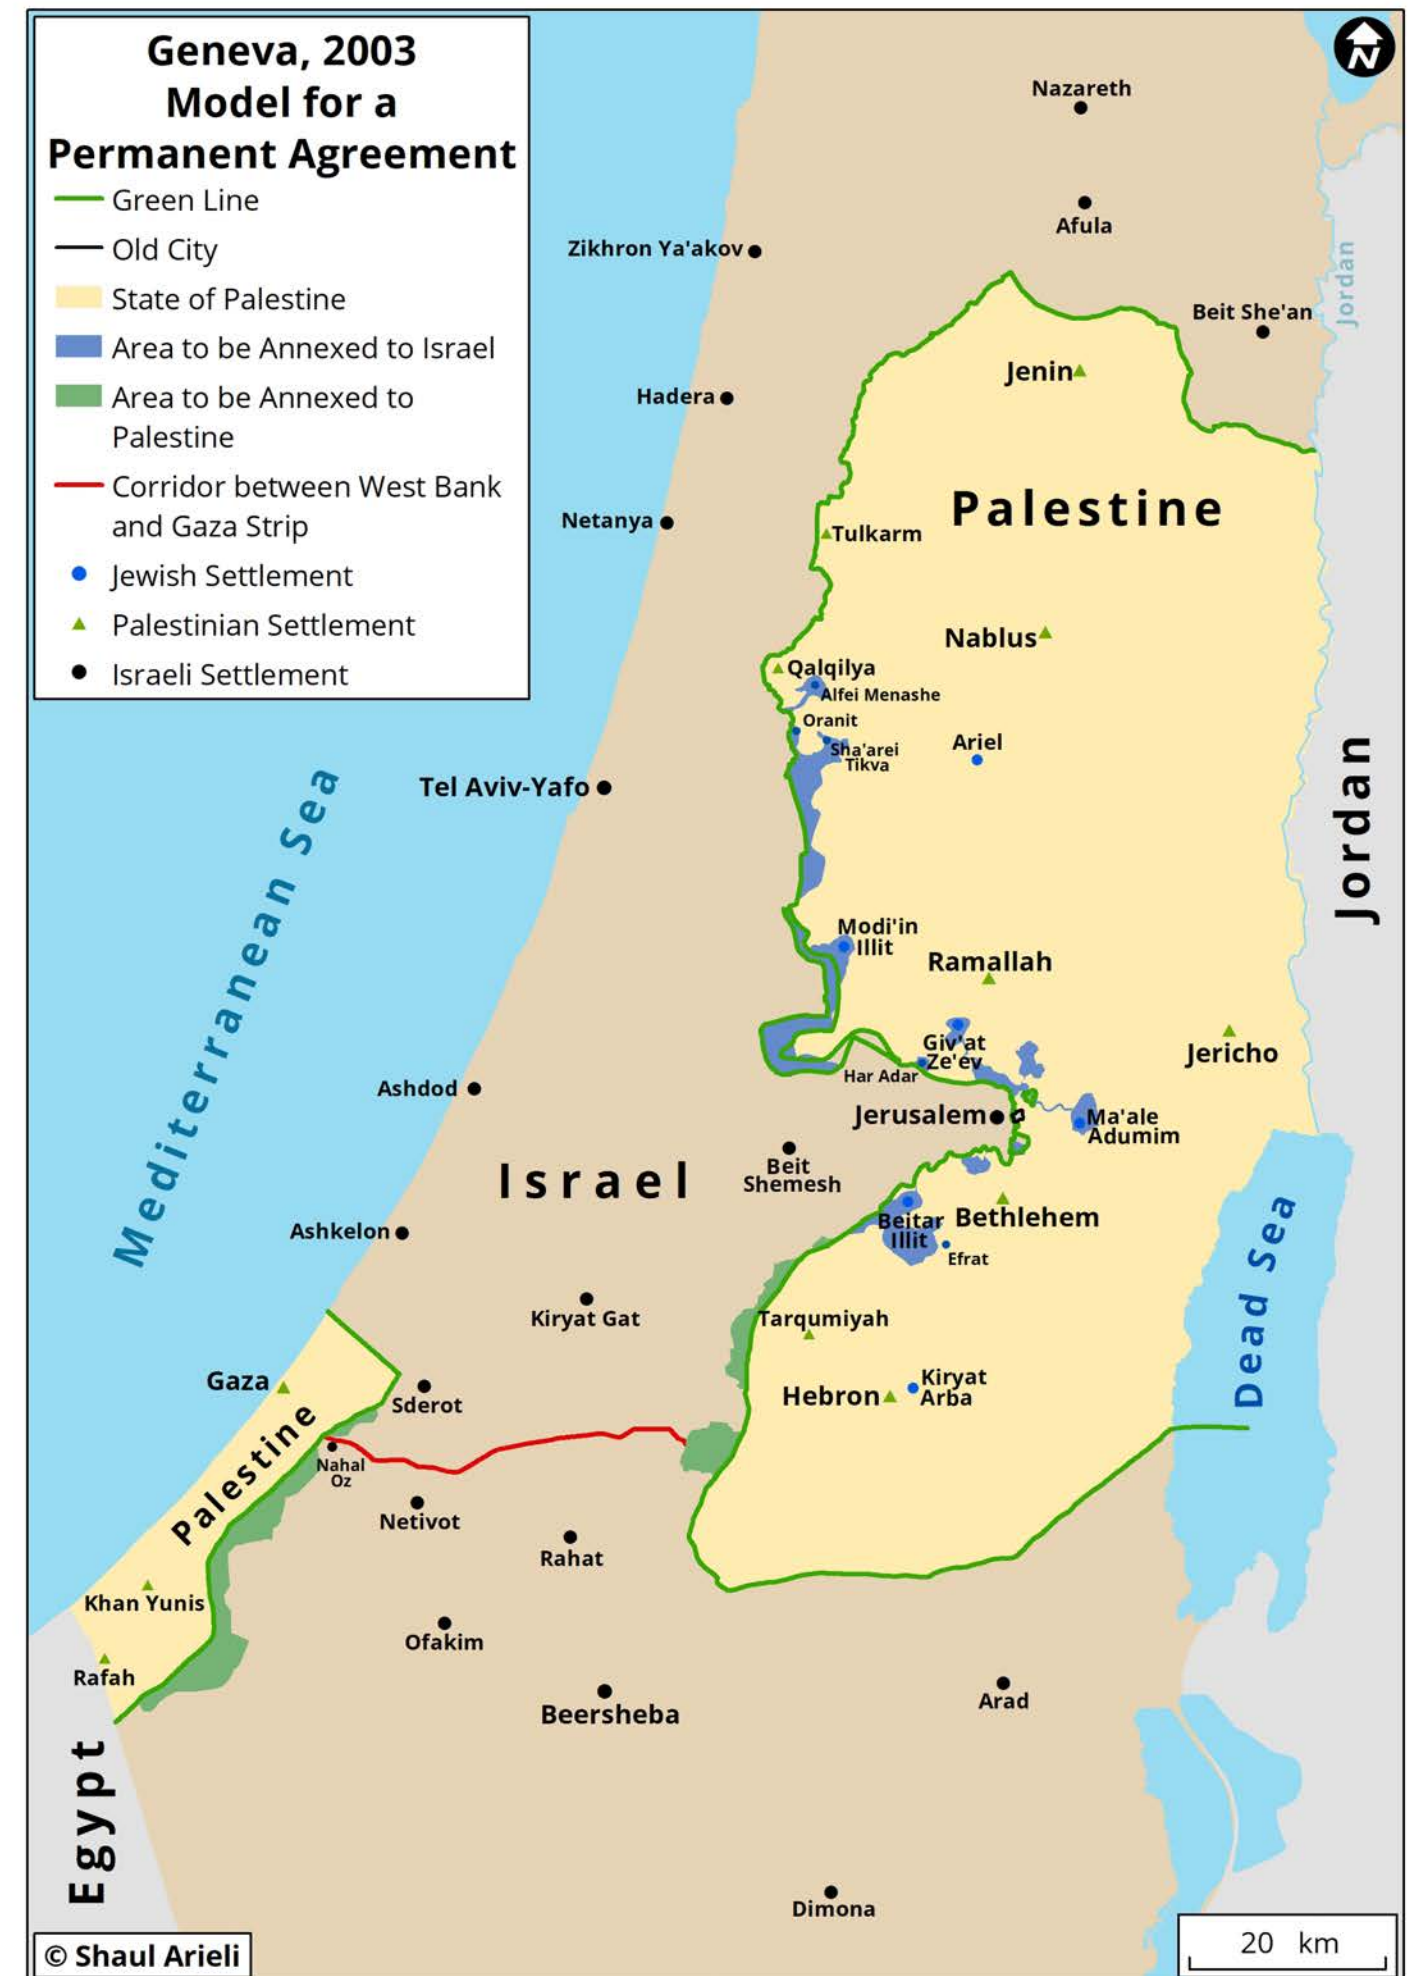 Geneva, 2003
Model for a
Permanent Agreement
Green Line
Old City
State of Palestine
Area to be Annexed to Israel
Area to be Annexed to
Palestine
Corridor between West Bank
and Gaza Strip
Jewish Settlement
Palestinian Settlement
Israeli Settlement
N
Nazareth
Afula
Zikhron Ya'akov
Jordan
Beit She'an
Jenin
Hadera
Palestine
Netanya
Tulkarm
Nablus
Qalqilya
Alfei Menashe
Oranit
Sha'arei
Tikva
Ariel
Tel Aviv-Yafo
Jordan
Mediterranean Sea
Modi'in
Illit
Ramallah
Giv'at
Ze'ev
Jericho
Har Adar
Ashdod
Jerusalem
Ma'ale
Adumim
Beit
Shemesh
Israel
Ashkelon
Beitar
Illit
Bethlehem
Efrat
Dead Sea
Kiryat Gat
Tarqumiyah
Gaza
Sderot
Hebron
Kiryat
Arba
Palestine
Nahal
Oz
Netivot
Rahat
Khan Yunis
Ofakim
Rafah
Beersheba
Arad
Egypt
Dimona
© Shaul Arieli
20 km